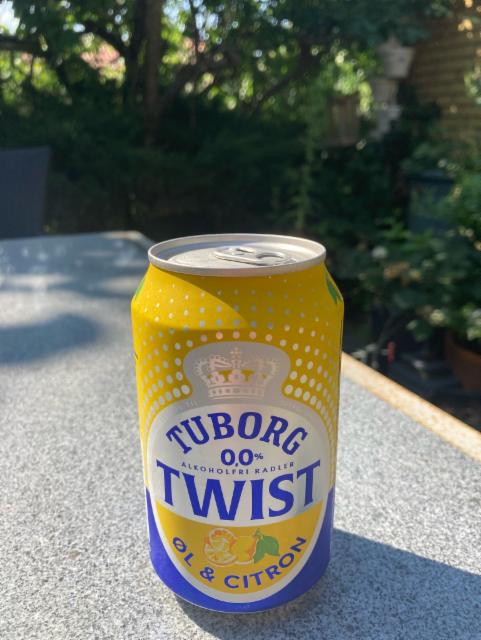 TUBORG
0,0%
ALKOHOLFRI RADLER
TWIST
ØL & CITRON